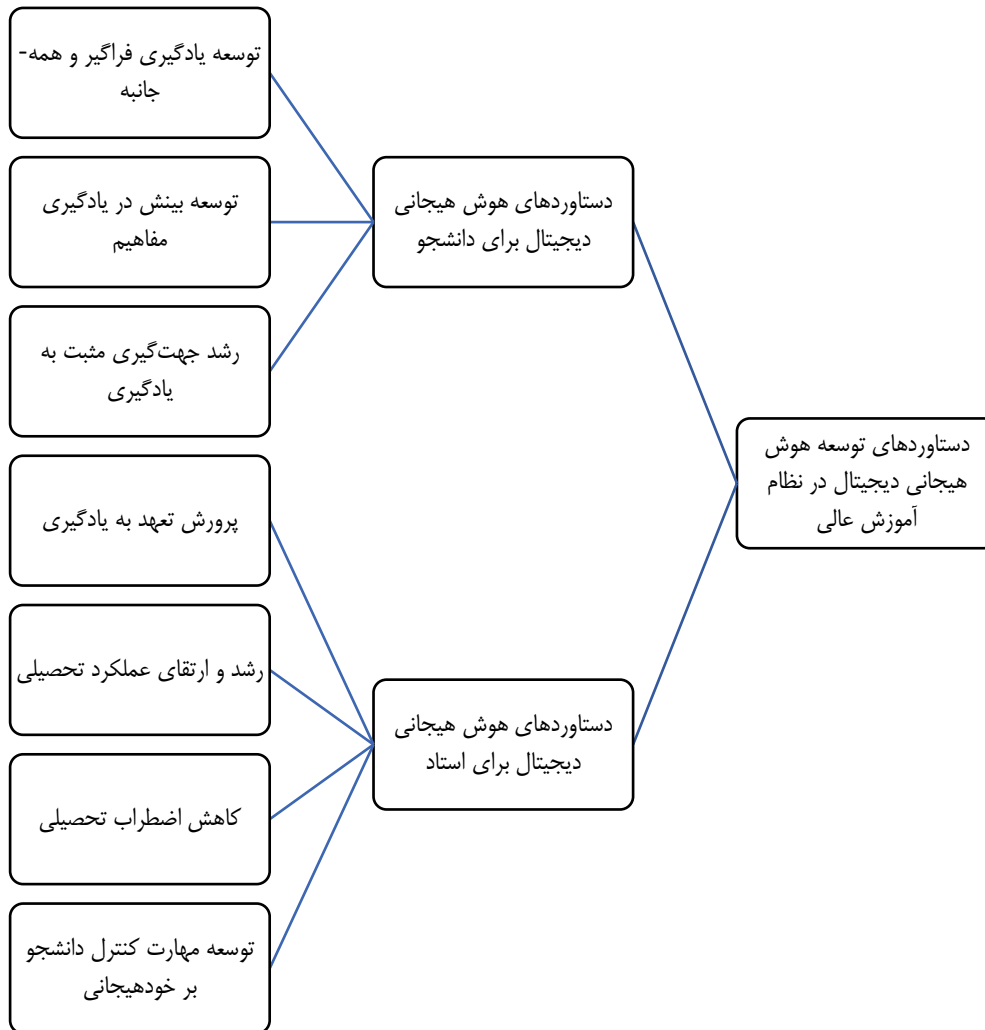 دستاوردهای توسعه هوش
هیجانی دیجیتال در نظام
آموزش عالی
دستاوردهای هوش هیجانی
دیجیتال برای دانشجو
توسعه یادگیری فراگیر و همه-
جانبه
توسعه بینش در یادگیری
مفاهیم
رشد جهت‌گیری مثبت به
یادگیری
دستاوردهای هوش هیجانی
دیجیتال برای استاد
پرورش تعهد به یادگیری
رشد و ارتقای عملکرد تحصیلی
کاهش اضطراب تحصیلی
توسعه مهارت کنترل دانشجو
بر خودهیجانی